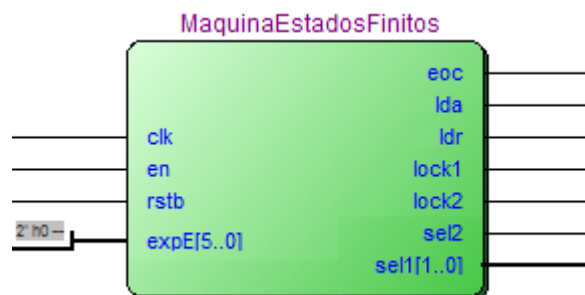 MaquinaEstadosFinitos
eoc
lda
clk
ldr
en
lock1
rstb
lock2
2' h0 --
expE[5..0]
sel2
sel1[1..0]